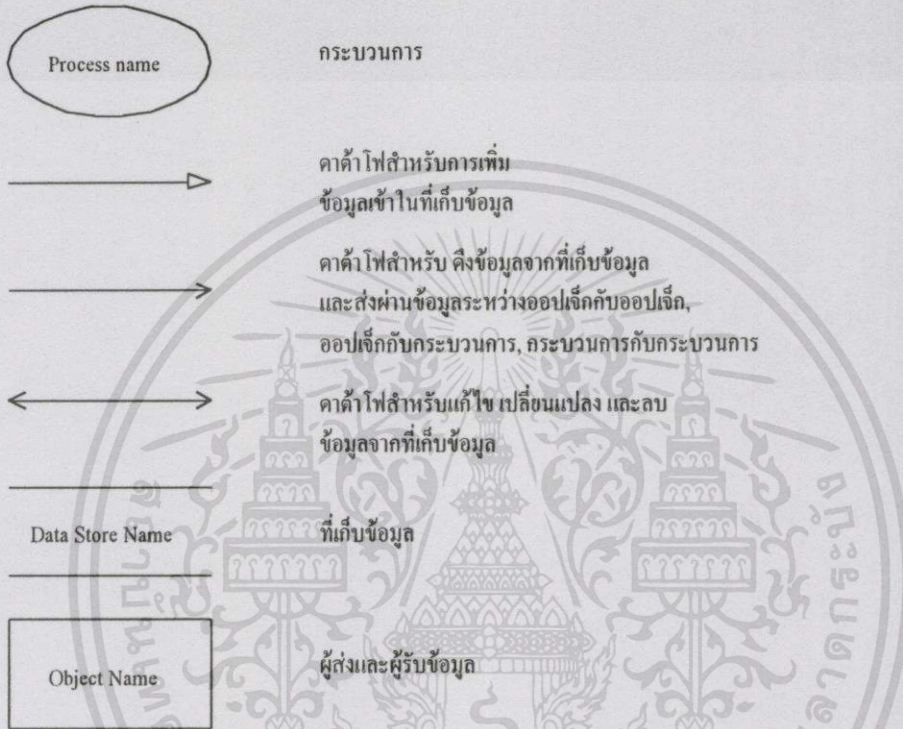 Process name
กระบวนการ
ดาต้าโฟสำหรับการเพิ่ม
ข้อมูลเข้าในที่เก็บข้อมูล
ดาต้าโฟสำหรับ ดึงข้อมูลจากที่เก็บข้อมูล
และส่งผ่านข้อมูลระหว่างออปเจ็กกับออปเจ็ก,
ออปเจ็กกับกระบวนการ, กระบวนการกับกระบวนการ
ดาต้าโฟสำหรับแก้ไข เปลี่ยนแปลง และลบ
ข้อมูลจากที่เก็บข้อมูล
Data Store Name
ที่เก็บข้อมูล
Object Name
ผู้ส่งและผู้รับข้อมูล